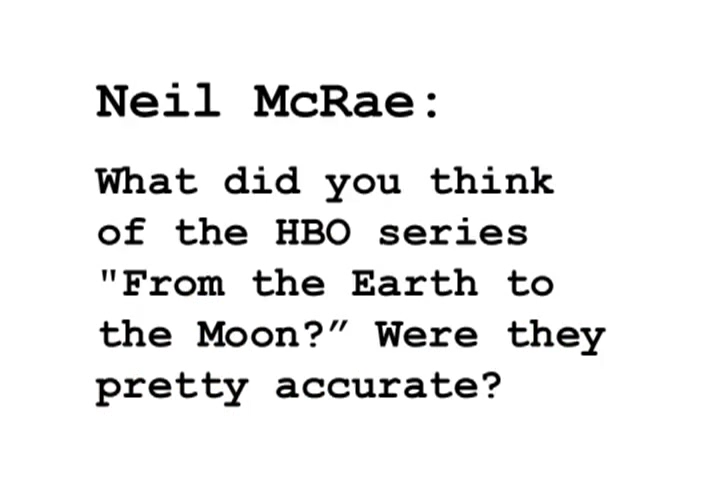 Neil McRae:
What did you think
of the HBO series
"From the Earth to
the Moon?” Were they
pretty accurate?